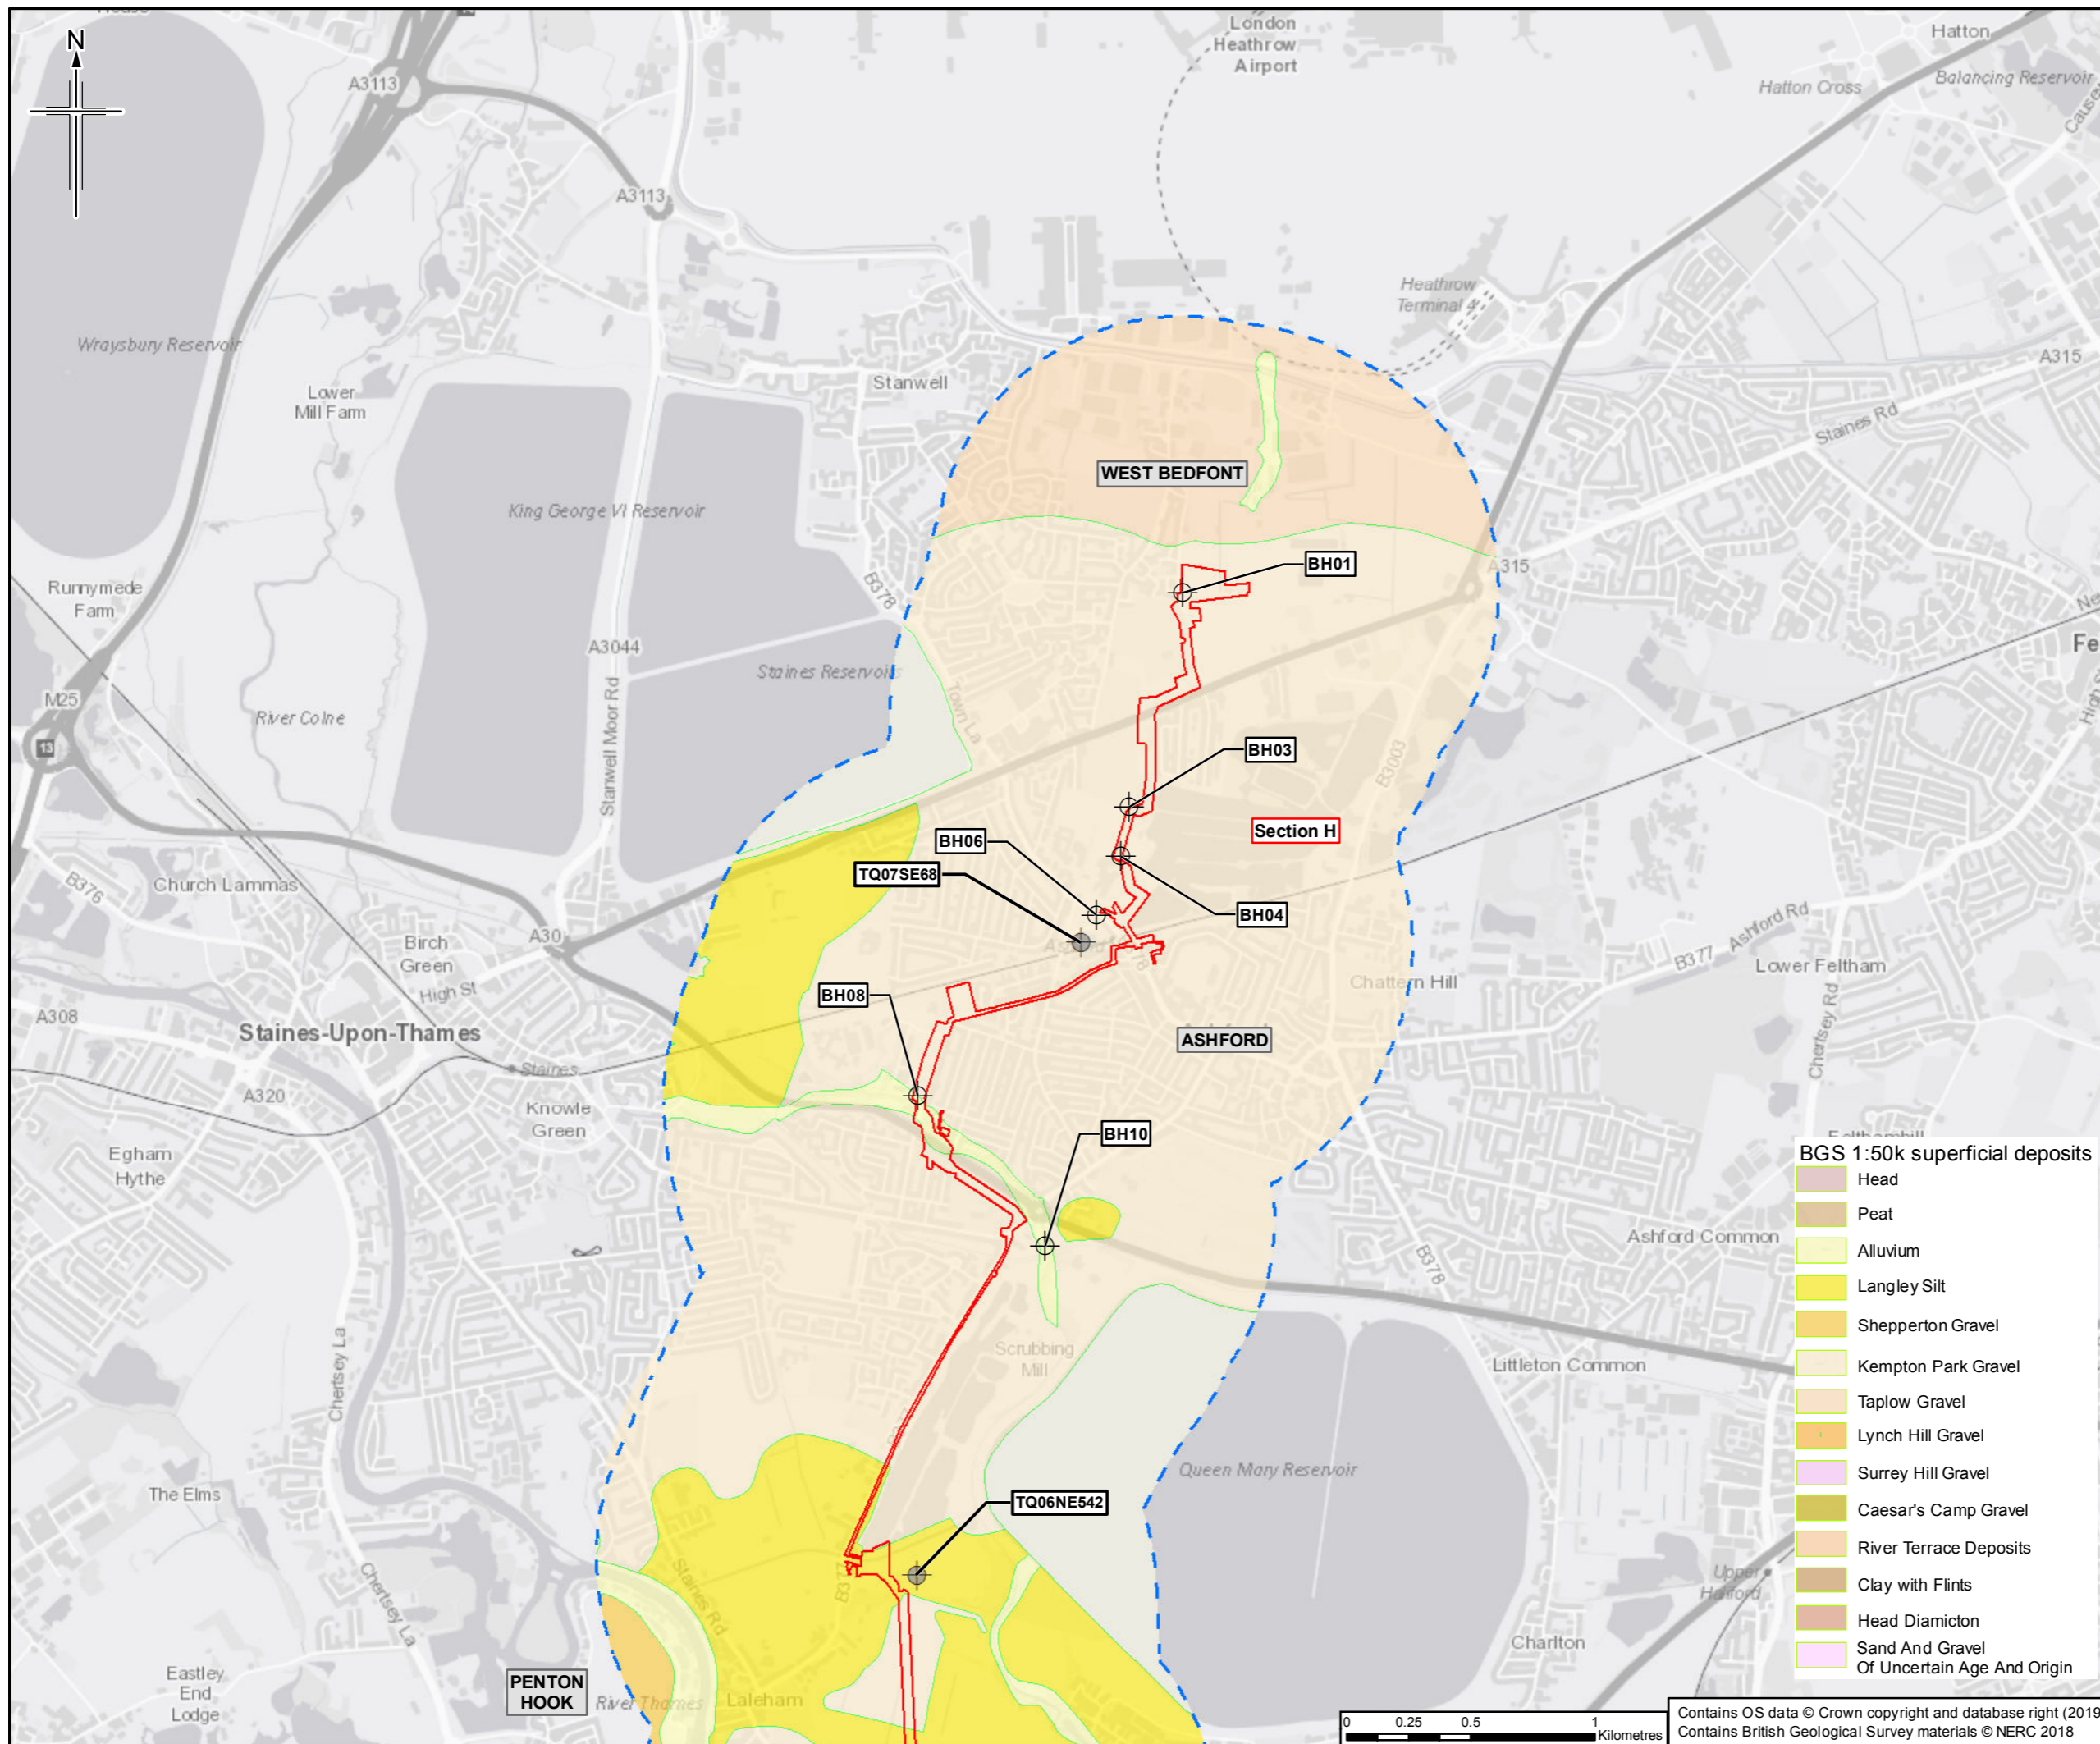 London
Heathrow
Airport
Hatton
Hatton Cross
Balancing Reservoir
N
A3113
A3113
Heathrow
Terminal 4
Wraysbury Reservoir
Lower
Mill Farm
Stanwell
A315
Staines Rd
WEST BEDFONT
King George VI Reservoir
BH01
A315
Runnymede
Farm
B378
A3044
Staines Reservoirs
M25
13
River Colne
Stanwell Moor Rd
Town La
BH03
B3003
Section H
BH06
TQ07SE68
BH04
Church Lammas
B376
Birch
Green
A30
High St
B377
Ashford Rd
Lower Feltham
Chattern Hill
BH08
A308
Staines-Upon-Thames
ASHFORD
Chertsey Rd
Staines
A320
Knowle
Green
BH10
Egham
Hythe
Ashford Common
B378
Scrubbing
Mill
Littleton Common
Chertsey La
Queen Mary Reservoir
The Elms
TQ06NE542
Staines Rd
B377
Chertsey La
Upper
Halliford
Charlton
Eastley
End
Lodge
PENTON
HOOK
River Thames
Laleham
BGS 1:50k superficial deposits
Head
Peat
Alluvium
Langley Silt
Shepperton Gravel
Kempton Park Gravel
Taplow Gravel
Lynch Hill Gravel
Surrey Hill Gravel
Caesar's Camp Gravel
River Terrace Deposits
Clay with Flints
Head Diamicton
Sand And Gravel
Of Uncertain Age And Origin
0 0.25 0.5 1
Kilometres
Contains OS data © Crown copyright and database right (2019
Contains British Geological Survey materials © NERC 2018